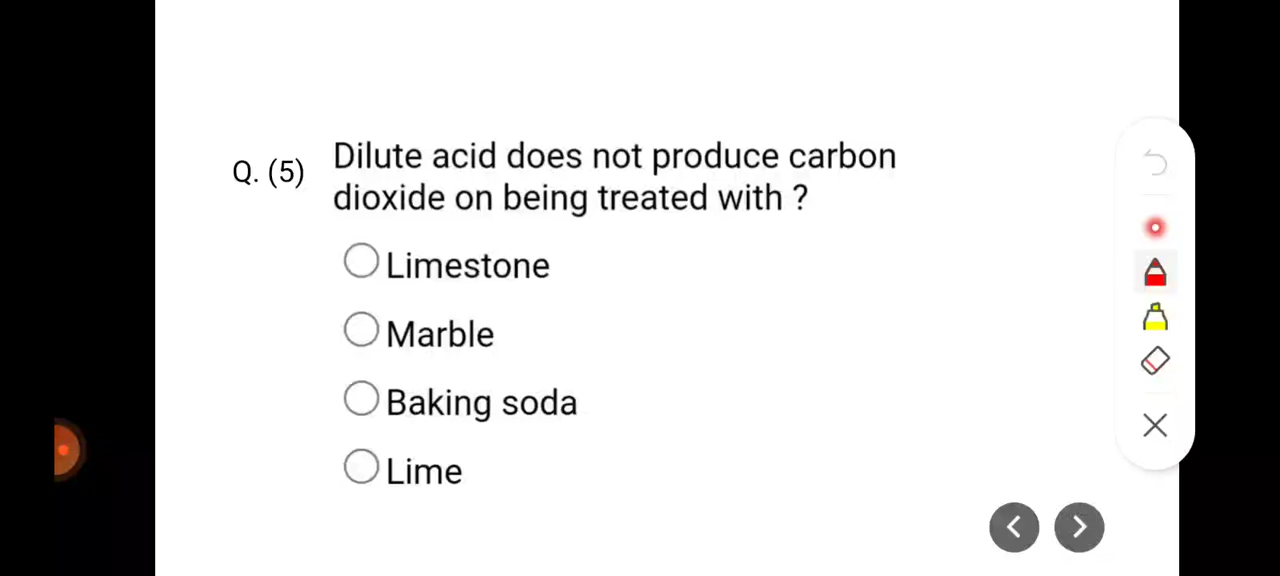 Q. (5) Dilute acid does not produce carbon
dioxide on being treated with ?
Limestone
Marble
Baking soda
Lime